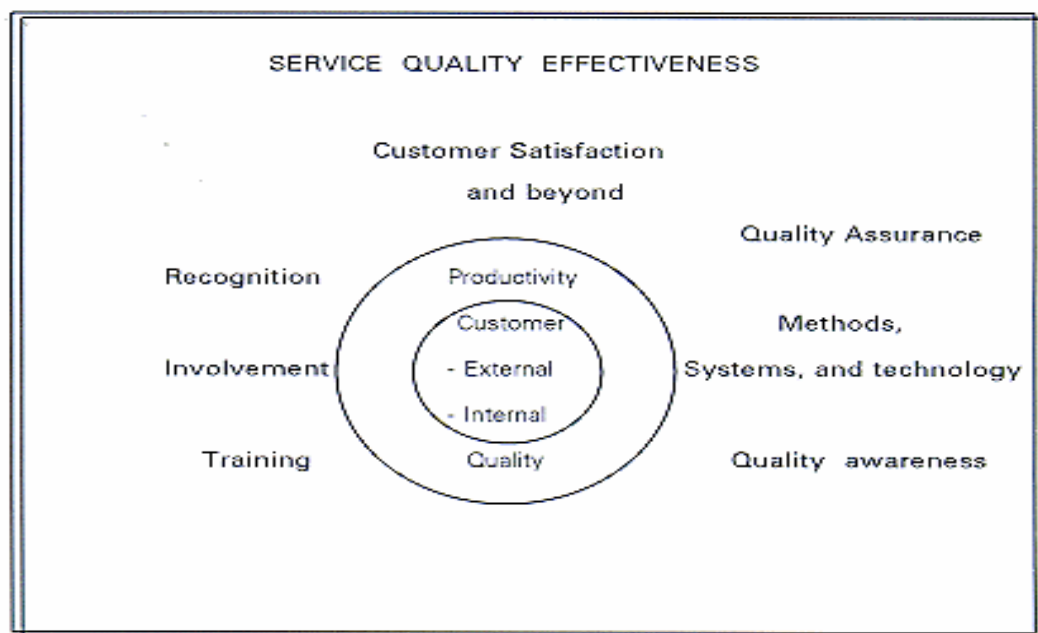 SERVICE QUALITY EFFECTIVENESS
Customer Satisfaction
and beyond
Quality Assurance
Recognition
Productivity
Customer
Methods,
Involvement
- External
Systems, and technology
- Internal
Training
Quality
Quality awareness